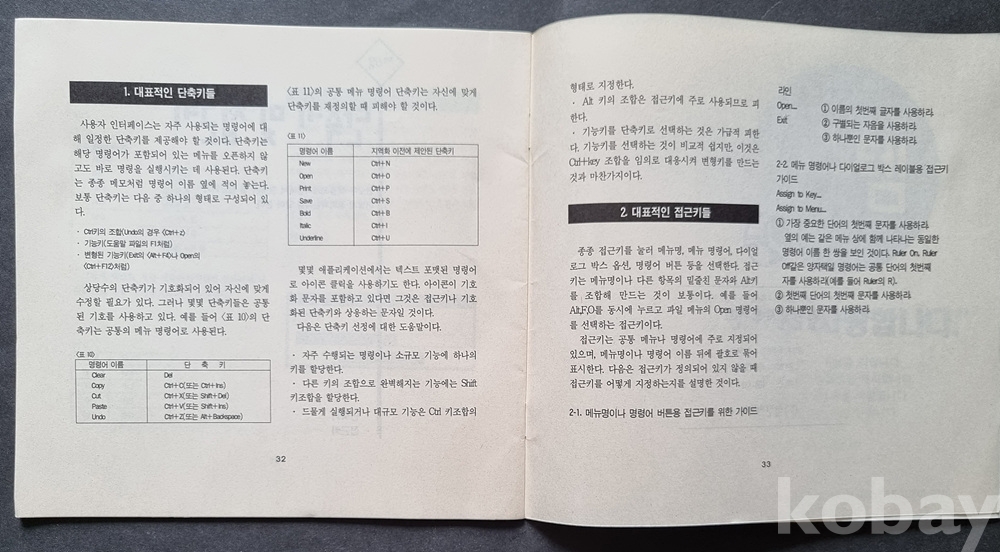 1. 대표적인 단축키들
사용자 인터페이스는 자주 사용되는 명령어에 대
해 일정한 단축키를 제공해야 할 것이다. 단축키는
해당 명령어가 포함되어 있는 메뉴를 오픈하지 않
고도 바로 명령을 실행시키는 데 사용된다. 단축키
는 종종 메모처럼 명령어 이름 옆에 적어 놓는다.
보통 단축키는 다음 중 하나의 형태로 구성되어 있
다.
· Ctrl키의 조합(Undo의 경우 〈Ctrl+z〉
· 기능키(도움말 파일의 F1처럼)
· 변형된 기능키(Exit의 〈Alt+F4〉나 Open의
〈Ctrl+F12〉처럼)
상당수의 단축키가 기호화되어 있어 자신에 맞게
수정할 필요가 있다. 그러나 몇몇 단축키들은 공통
된 기호를 사용하고 있다. 예를 들어 〈표 10〉의 단
축키는 공통의 메뉴 명령어로 사용된다.
〈표 10〉
명령어 이름 단 축 키
Clear Del
Copy Ctrl+C(또는 Ctrl+Ins)
Cut Ctrl+X(또는 Shift+Del)
Paste Ctrl+V(또는 Shift+Ins)
Undo Ctrl+Z(또는 Alt+Backspace)
〈표 11〉의 공통 메뉴 명령어 단축키는 자신에 맞게
단축키를 재정의할 때 피해야 할 것이다.
〈표 11〉
명령어 이름 지역화 이전에 제안된 단축키
New Ctrl+N
Open Ctrl+O
Print Ctrl+P
Save Ctrl+S
Bold Ctrl+B
Italic Ctrl+I
Underline Ctrl+U
몇몇 애플리케이션에서는 텍스트 포맷된 명령어
로 아이콘 클릭을 사용하기도 한다. 아이콘이 기호
화 문자를 포함하고 있다면 그것은 접근키나 기호
화된 단축키와 상응하는 문자일 것이다.
다음은 단축키 선정에 대한 도움말이다.
· 자주 수행되는 명령이나 소규모 기능에 하나의
키를 할당한다.
· 다른 키의 조합으로 완벽해지는 기능에는 Shift
키조합을 할당한다.
· 드물게 실행되거나 대규모 기능은 Ctrl 키조합의
32
형태로 지정한다.
· Alt 키의 조합은 접근키에 주로 사용되므로 피
한다.
· 기능키를 단축키로 선택하는 것은 가급적 피한
다. 기능키를 선택하는 것이 비교적 쉽지만, 이것은
Ctrl+key 조합을 임의로 대응시켜 변형키를 만드는
것과 마찬가지이다.
2. 대표적인 접근키들
종종 접근키를 눌러 메뉴명, 메뉴 명령어, 다이얼
로그 박스 옵션, 명령어 버튼 등을 선택한다. 접근
키는 메뉴명이나 다른 항목의 밑줄진 문자와 Alt키
를 조합해 만드는 것이 보통이다. 예를 들어
Alt,F,O를 동시에 누르고 파일 메뉴의 Open 명령어
를 선택하는 접근키이다.
접근키는 공통 메뉴나 명령어에 주로 지정되어
있으며, 메뉴명이나 명령어 이름 뒤에 괄호로 묶어
표시한다. 다음은 접근키가 정의되어 있지 않을 때
접근키를 어떻게 지정하는지를 설명한 것이다.
2-1. 메뉴명이나 명령어 버튼용 접근키를 위한 가이드
라인
Open... ① 이름의 첫번째 글자를 사용하라.
Exit ② 구별되는 자음을 사용하라.
③ 하나뿐인 문자를 사용하라.
2-2. 메뉴 명령어나 다이얼로그 박스 레이블용 접근키
가이드
Assign to Key...
Assign to Menu...
① 가장 중요한 단어의 첫번째 문자를 사용하라.
옆의 예는 같은 메뉴 상에 함께 나타나는 동일한
명령어 이름 한 쌍을 보인 것이다. Ruler On, Ruler
Off같은 양자택일 명령어는 공통 단어의 첫번째
자를 사용하라(예를 들어 Ruler의 R).
② 첫번째 단어의 첫번째 문자를 사용하라.
③ 하나뿐인 문자를 사용하라.
33
kobay